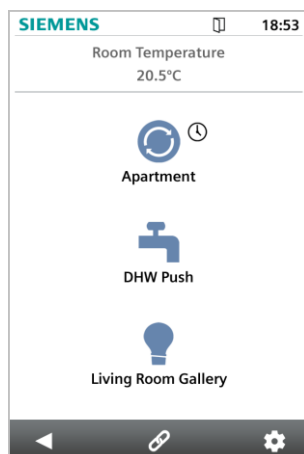 SIEMENS 18:53
Room Temperature
20.5°C
Apartment
DHW Push
Living Room Gallery